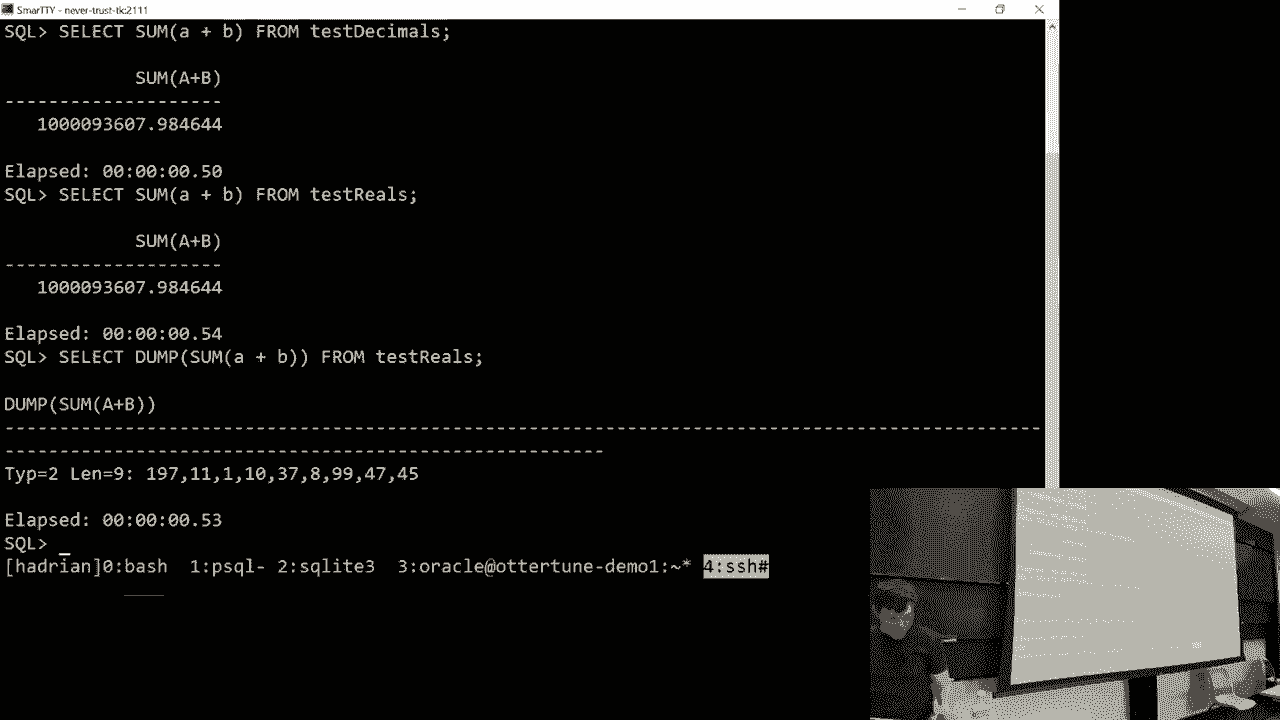 SmarTTY - never-trust-tk:2111
SQL> SELECT SUM(a + b) FROM testDecimals;
SUM(A+B)
--------------------
1000093607.984644
Elapsed: 00:00:00.50
SQL> SELECT SUM(a + b) FROM testReals;
SUM(A+B)
--------------------
1000093607.984644
Elapsed: 00:00:00.54
SQL> SELECT DUMP(SUM(a + b)) FROM testReals;
DUMP(SUM(A+B))
-----------------------------------------------------------------------------------------------
-------------------------------------------------------
Typ=2 Len=9: 197,11,1,10,37,8,99,47,45
Elapsed: 00:00:00.53
SQL> _
[hadrian]0:bash 1:psql- 2:sqlite3 3:oracle@ottertune-demo1:~* 4:ssh#